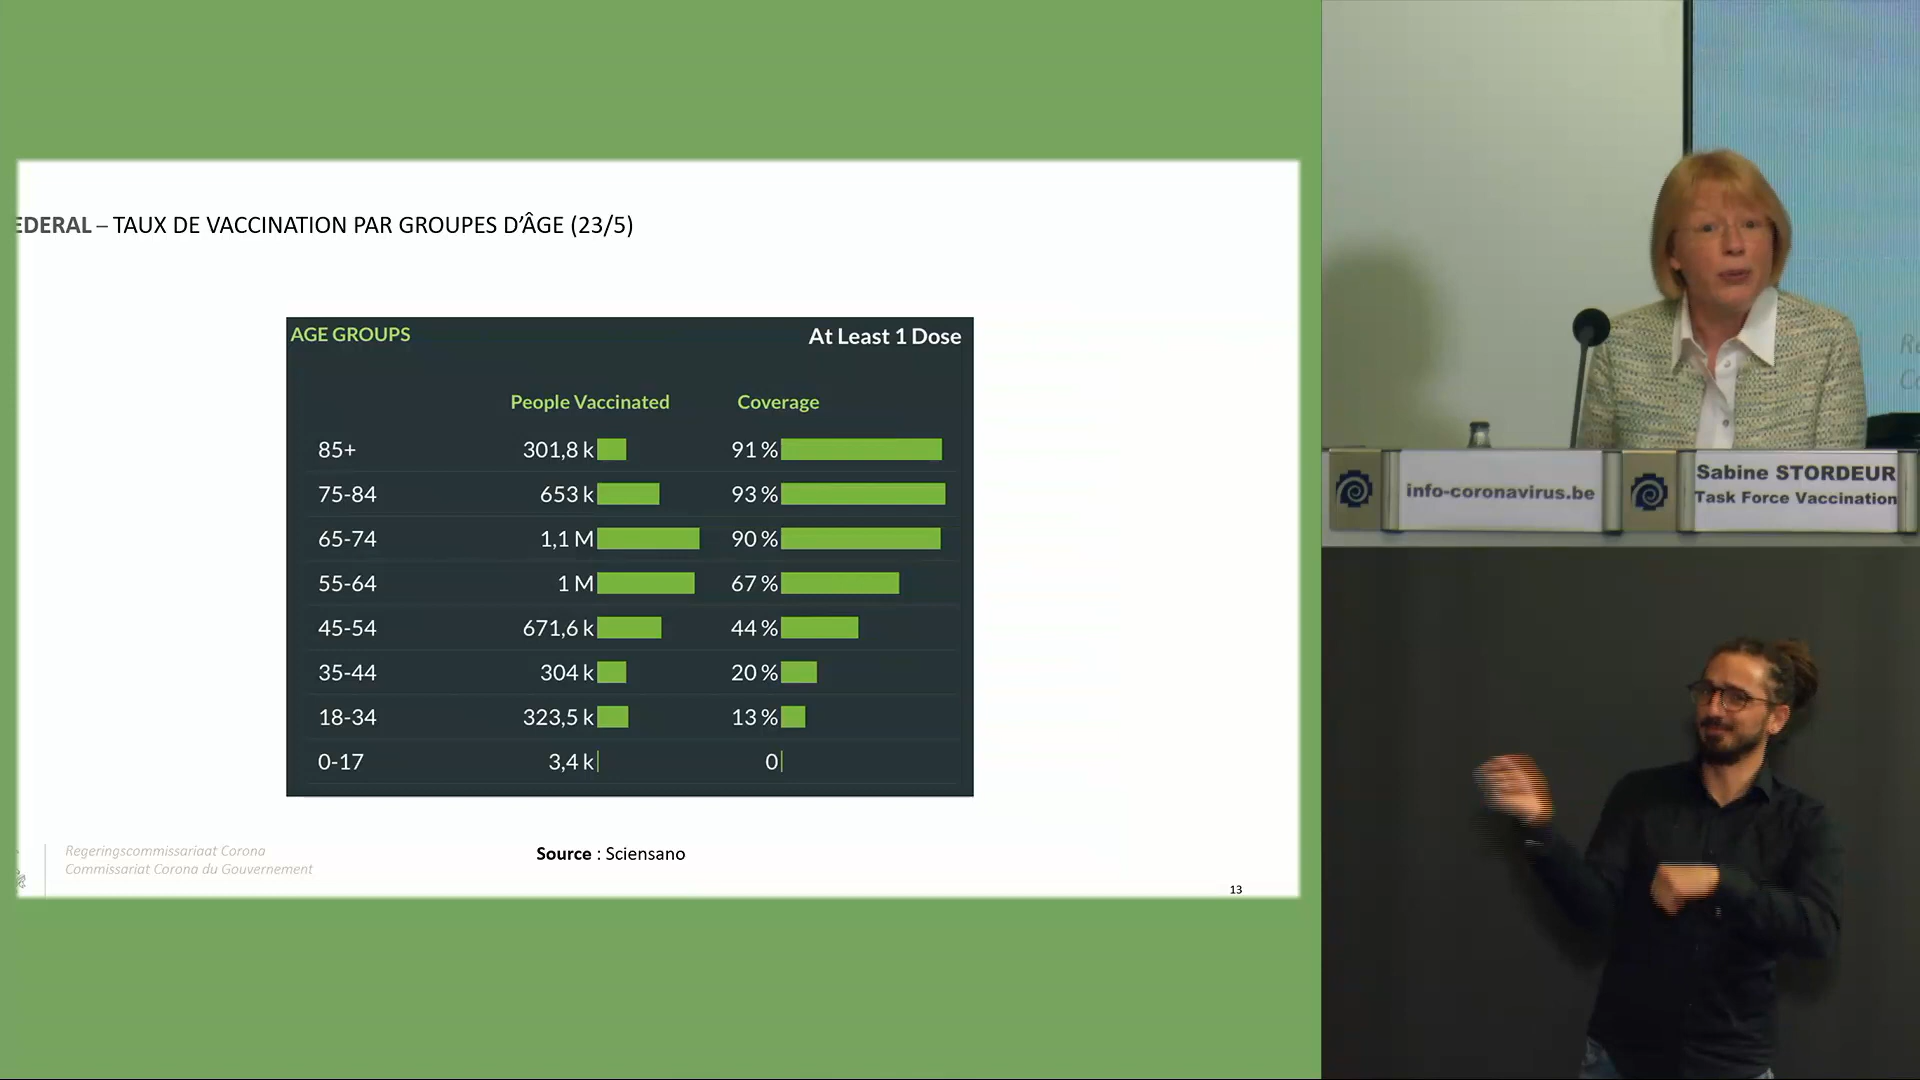 EDERAL – TAUX DE VACCINATION PAR GROUPES D'ÂGE (23/5)
AGE GROUPS At Least 1 Dose
People Vaccinated Coverage
85+ 301,8 k 91 %
75-84 653 k 93 %
65-74 1,1 M 90 %
55-64 1 M 67 %
45-54 671,6 k 44 %
35-44 304 k 20 %
18-34 323,5 k 13 %
0-17 3,4 k 0
Regeringscommissariaat Corona
Commissariat Corona du Gouvernement
Source : Sciensano
13
info-coronavirus.be
Sabine STORDEUR
Task Force Vaccination